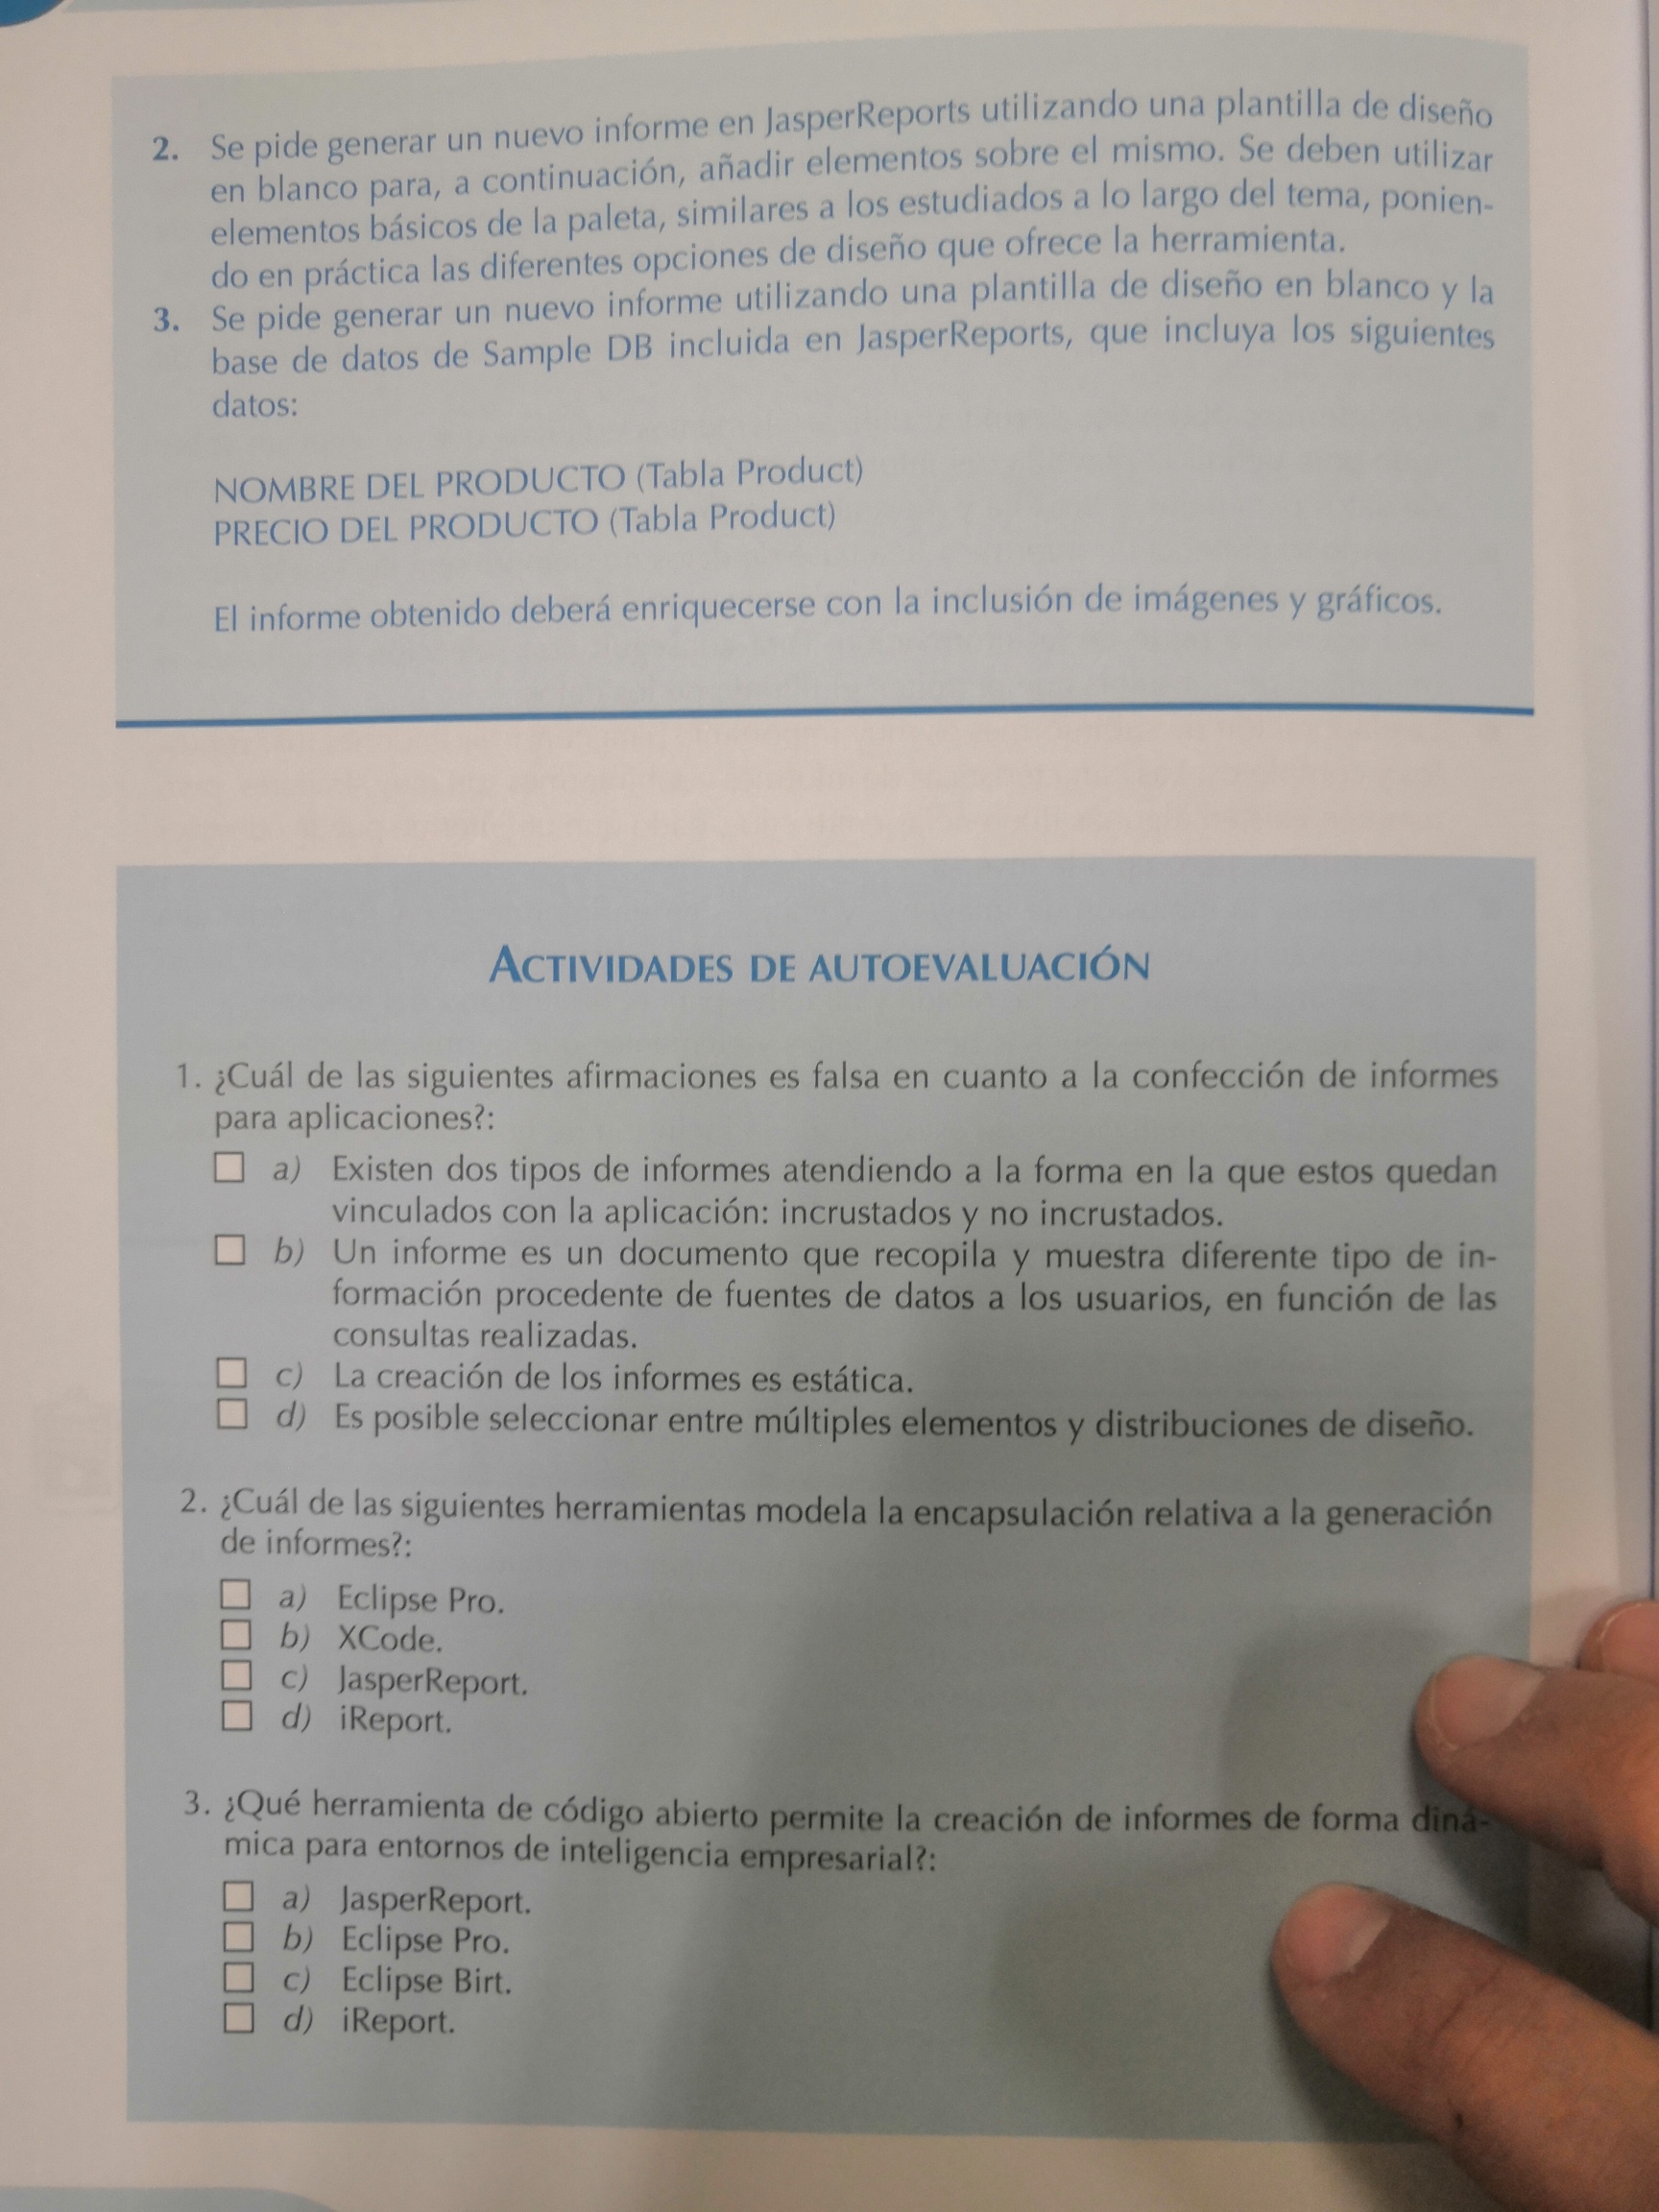 2. Se pide generar un nuevo informe en JasperReports utilizando una plantilla de diseño
en blanco para, a continuación, añadir elementos sobre el mismo. Se deben utilizar
elementos básicos de la paleta, similares a los estudiados a lo largo del tema, ponien-
do en práctica las diferentes opciones de diseño que ofrece la herramienta.
3. Se pide generar un nuevo informe utilizando una plantilla de diseño en blanco y la
base de datos de Sample DB incluida en JasperReports, que incluya los siguientes
datos:
NOMBRE DEL PRODUCTO (Tabla Product)
PRECIO DEL PRODUCTO (Tabla Product)
El informe obtenido deberá enriquecerse con la inclusión de imágenes y gráficos.
ACTIVIDADES DE AUTOEVALUACIÓN
1. ¿Cuál de las siguientes afirmaciones es falsa en cuanto a la confección de informes
para aplicaciones?:
a) Existen dos tipos de informes atendiendo a la forma en la que estos quedan
vinculados con la aplicación: incrustados y no incrustados.
b) Un informe es un documento que recopila y muestra diferente tipo de in-
formación procedente de fuentes de datos a los usuarios, en función de las
consultas realizadas.
c) La creación de los informes es estática.
d) Es posible seleccionar entre múltiples elementos y distribuciones de diseño.
2. ¿Cuál de las siguientes herramientas modela la encapsulación relativa a la generación
de informes?:
a) Eclipse Pro.
b) XCode.
c) JasperReport.
d) iReport.
3. ¿Qué herramienta de código abierto permite la creación de informes de forma diná-
mica para entornos de inteligencia empresarial?:
a) JasperReport.
b) Eclipse Pro.
c) Eclipse Birt.
d) iReport.